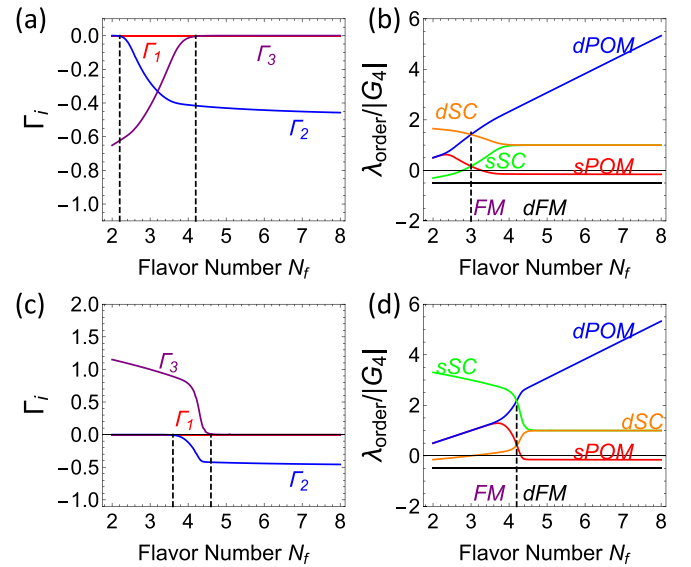 (a)
0.0
−0.2
−0.4
−0.6
−0.8
−1.0
Γi
Γ1
Γ3
Γ2
2 3 4 5 6 7 8
Flavor Number Nf
(b)
6
4
2
0
−2
λorder/|G4|
dPOM
dSC
sSC
sPOM
FM dFM
2 3 4 5 6 7 8
Flavor Number Nf
(c)
2.0
1.5
1.0
0.5
0.0
−0.5
−1.0
Γi
Γ3
Γ1
Γ2
2 3 4 5 6 7 8
Flavor Number Nf
(d)
6
4
2
0
−2
λorder/|G4|
dPOM
sSC
dSC
sPOM
FM dFM
2 3 4 5 6 7 8
Flavor Number Nf